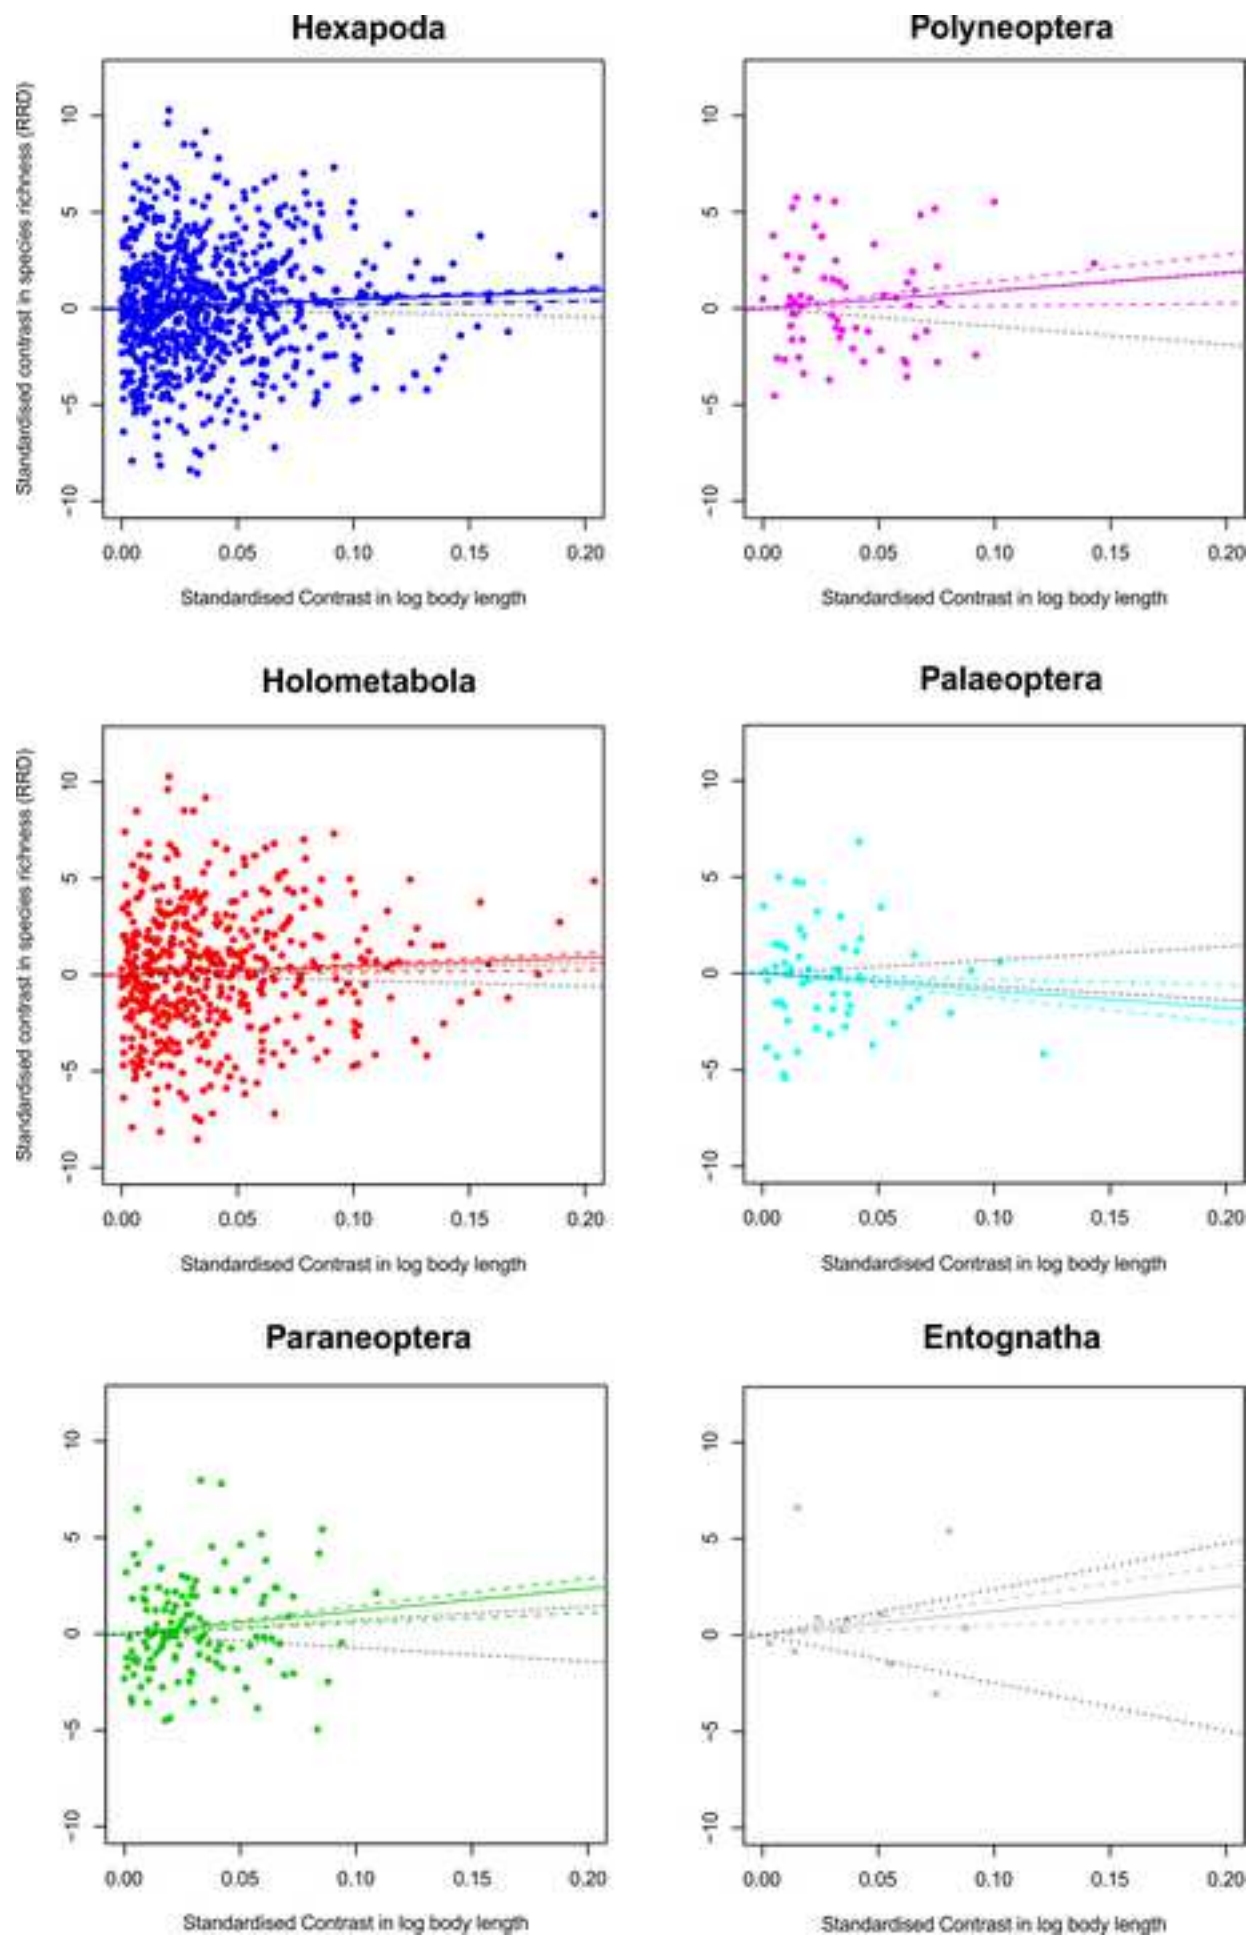 Hexapoda
Standardised contrast in species richness (RRD)
10
5
0
−5
−10
0.00 0.05 0.10 0.15 0.20
Standardised Contrast in log body length
Polyneoptera
10
5
0
−5
−10
0.00 0.05 0.10 0.15 0.20
Standardised Contrast in log body length
Holometabola
Standardised contrast in species richness (RRD)
10
5
0
−5
−10
0.00 0.05 0.10 0.15 0.20
Standardised Contrast in log body length
Palaeoptera
10
5
0
−5
−10
0.00 0.05 0.10 0.15 0.20
Standardised Contrast in log body length
Paraneoptera
10
5
0
−5
−10
0.00 0.05 0.10 0.15 0.20
Standardised Contrast in log body length
Entognatha
10
5
0
−5
−10
0.00 0.05 0.10 0.15 0.20
Standardised Contrast in log body length